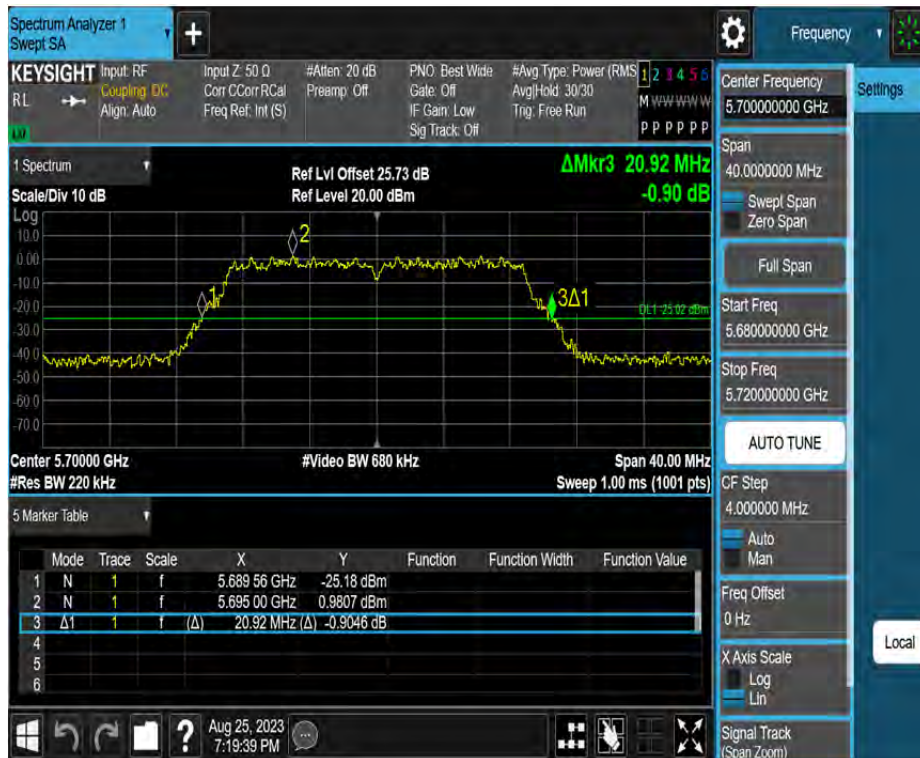 Spectrum Analyzer 1
Swept SA
+
Frequency
KEYSIGHT
RL
Input: RF
Coupling: DC
Align: Auto
Input Z: 50 Ω
Corr CCorr RCal
Freq Ref: Int (S)
#Atten: 20 dB
Preamp: Off
PNO: Best Wide
Gate: Off
IF Gain: Low
Sig Track: Off
#Avg Type: Power (RMS
Avg|Hold: 30/30
Trig: Free Run
1 2 3 4 5 6
M W W W W W
P P P P P P
1 Spectrum
Scale/Div 10 dB
Ref Lvl Offset 25.73 dB
Ref Level 20.00 dBm
ΔMkr3 20.92 MHz
-0.90 dB
Log
10.0
0.00
-10.0
-20.0
-30.0
-40.0
-50.0
-60.0
-70.0
1
2
3Δ1
DL1 -25.02 dBm
Center 5.70000 GHz
#Video BW 680 kHz
Span 40.00 MHz
#Res BW 220 kHz
Sweep 1.00 ms (1001 pts)
5 Marker Table
Mode Trace Scale X Y Function Function Width Function Value
1 N 1 f 5.689 56 GHz -25.18 dBm
2 N 1 f 5.695 00 GHz 0.9807 dBm
3 Δ1 1 f (Δ) 20.92 MHz (Δ) -0.9046 dB
4
5
6
Aug 25, 2023
7:19:39 PM
?
Center Frequency
5.700000000 GHz
Span
40.0000000 MHz
Swept Span
Zero Span
Full Span
Start Freq
5.680000000 GHz
Stop Freq
5.720000000 GHz
AUTO TUNE
CF Step
4.000000 MHz
Auto
Man
Freq Offset
0 Hz
X Axis Scale
Log
Lin
Signal Track
(Span Zoom)
Settings
Local